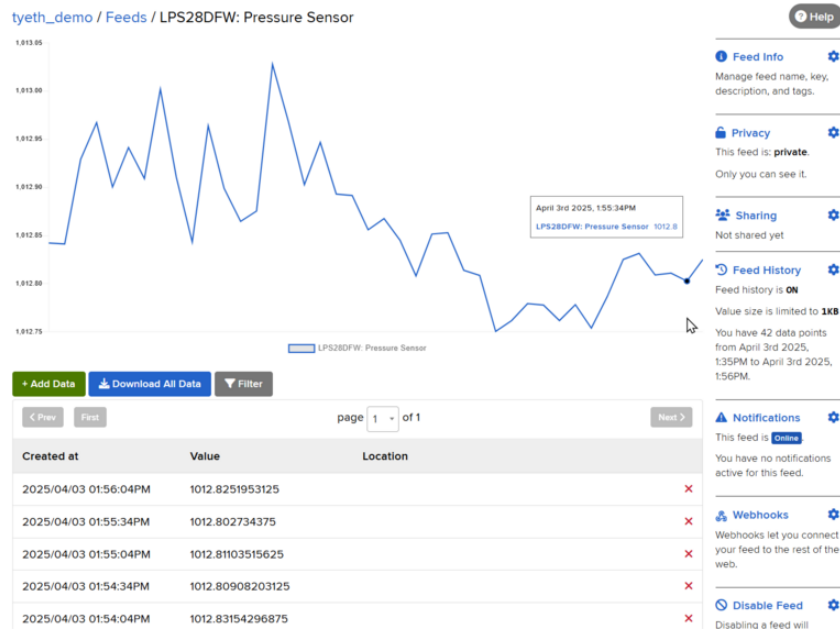 tyeth_demo / Feeds / LPS28DFW: Pressure Sensor
? Help
1,013.05
1,013.00
1,012.95
1,012.90
1,012.85
1,012.80
1,012.75
April 3rd 2025, 1:55:34PM
LPS28DFW: Pressure Sensor 1012.8
LPS28DFW: Pressure Sensor
+ Add Data
Download All Data
Filter
Prev
First
page 1 of 1
Next
Created at Value Location
2025/04/03 01:56:04PM 1012.8251953125
2025/04/03 01:55:34PM 1012.802734375
2025/04/03 01:55:04PM 1012.81103515625
2025/04/03 01:54:34PM 1012.80908203125
2025/04/03 01:54:04PM 1012.83154296875
Feed Info
Manage feed name, key,
description, and tags.
Privacy
This feed is: private.
Only you can see it.
Sharing
Not shared yet
Feed History
Feed history is ON
Value size is limited to 1KB
You have 42 data points
from April 3rd 2025,
1:35PM to April 3rd 2025,
1:56PM.
Notifications
This feed is Online.
You have no notifications
active for this feed.
Webhooks
Webhooks let you connect
your feed to the rest of the
web.
Disable Feed
Disabling a feed will